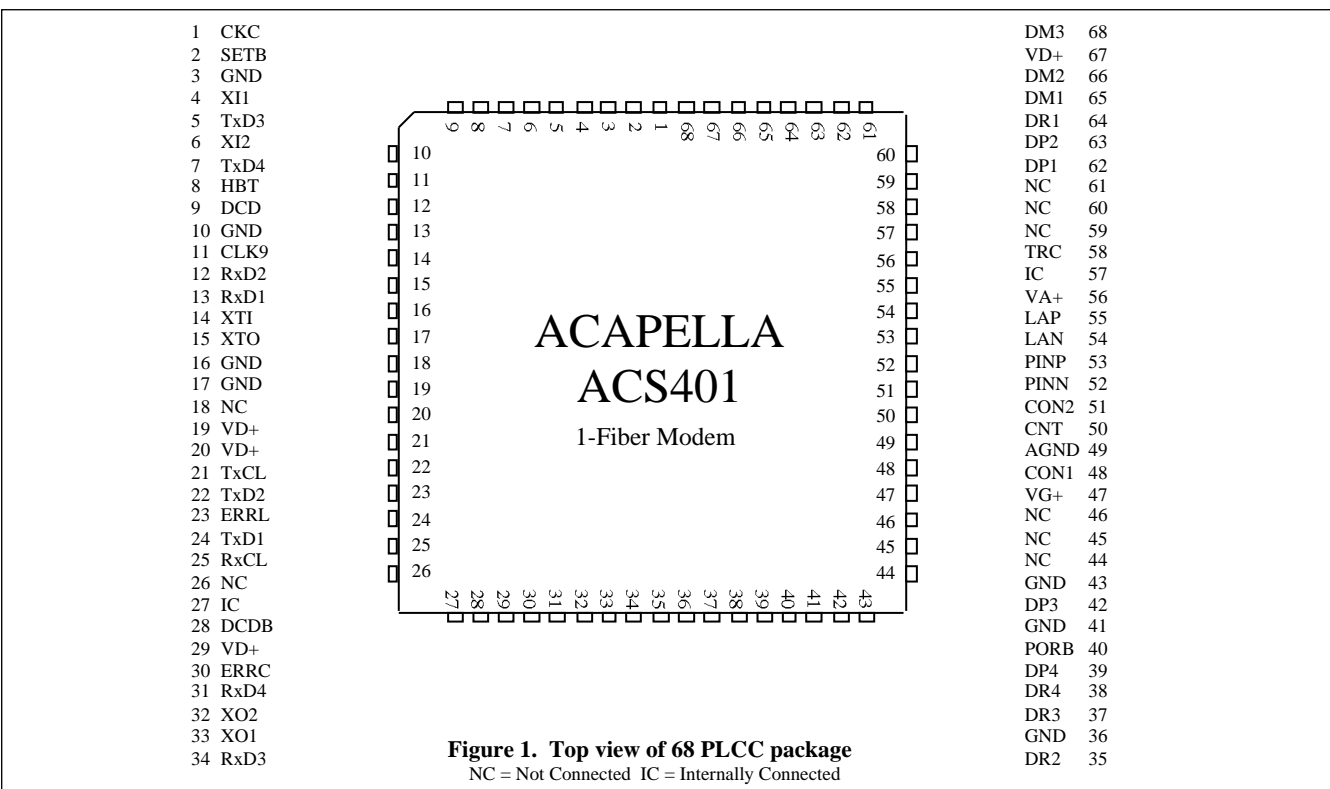 1 CKC
2 SETB
3 GND
4 XI1
5 TxD3
6 XI2
7 TxD4
8 HBT
9 DCD
10 GND
11 CLK9
12 RxD2
13 RxD1
14 XTI
15 XTO
16 GND
17 GND
18 NC
19 VD+
20 VD+
21 TxCL
22 TxD2
23 ERRL
24 TxD1
25 RxCL
26 NC
27 IC
28 DCDB
29 VD+
30 ERRC
31 RxD4
32 XO2
33 XO1
34 RxD3
9 8 7 6 5 4 3 2 1 68 67 66 65 64 63 62 61
10
11
12
13
14
15
16
17
18
19
20
21
22
23
24
25
26
ACAPELLA
ACS401
1-Fiber Modem
60
59
58
57
56
55
54
53
52
51
50
49
48
47
46
45
44
27 28 29 30 31 32 33 34 35 36 37 38 39 40 41 42 43
Figure 1. Top view of 68 PLCC package
NC = Not Connected IC = Internally Connected
DM3 68
VD+ 67
DM2 66
DM1 65
DR1 64
DP2 63
DP1 62
NC 61
NC 60
NC 59
TRC 58
IC 57
VA+ 56
LAP 55
LAN 54
PINP 53
PINN 52
CON2 51
CNT 50
AGND 49
CON1 48
VG+ 47
NC 46
NC 45
NC 44
GND 43
DP3 42
GND 41
PORB 40
DP4 39
DR4 38
DR3 37
GND 36
DR2 35